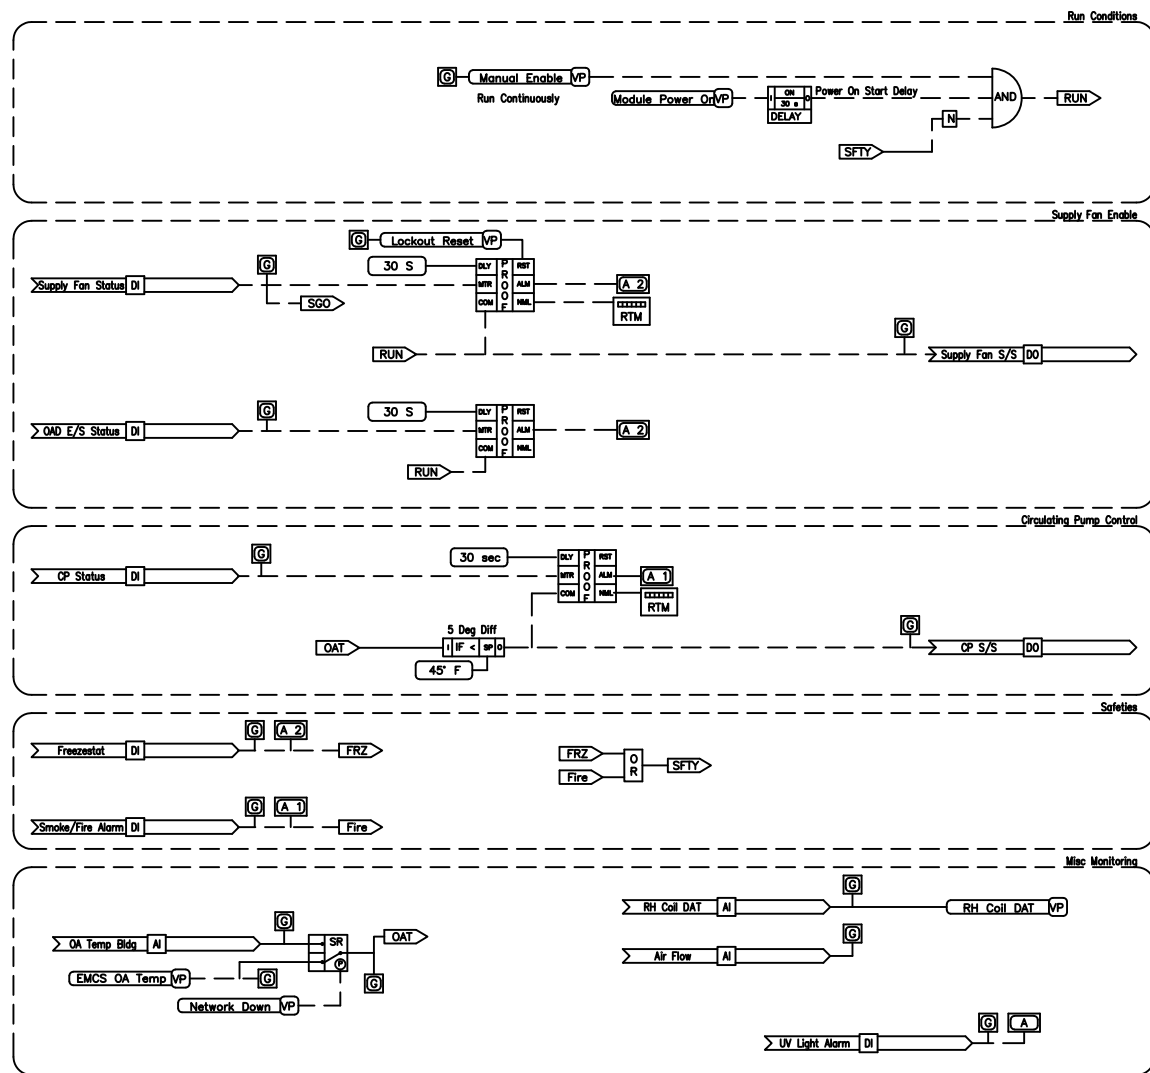 Run Conditions
G Manual Enable VP
Run Continuously
Module Power On VP
I ON O
30 s
DELAY
Power On Start Delay
AND
RUN
N
SFTY
Supply Fan Enable
G Lockout Reset VP
G
30 S
DLY
MTR
COM
PROOF
RST
ALM
NML
Supply Fan Status DI
SGO
A 2
RTM
RUN
G
Supply Fan S/S DO
G
30 S
DLY
MTR
COM
PROOF
RST
ALM
NML
OAD E/S Status DI
A 2
RUN
Circulating Pump Control
G
30 sec
DLY
MTR
COM
PROOF
RST
ALM
NML
CP Status DI
A 1
RTM
5 Deg Diff
OAT
I IF < SP O
45° F
G
CP S/S DO
Safeties
G
A 2
Freezestat DI
FRZ
FRZ
Fire
OR
SFTY
G
A 1
Smoke/Fire Alarm DI
Fire
Misc Monitoring
G
RH Coil DAT AI
RH Coil DAT VP
G
OA Temp Bldg AI
SR
P
OAT
G
Air Flow AI
EMCS OA Temp VP
G
G
Network Down VP
G
A
UV Light Alarm DI